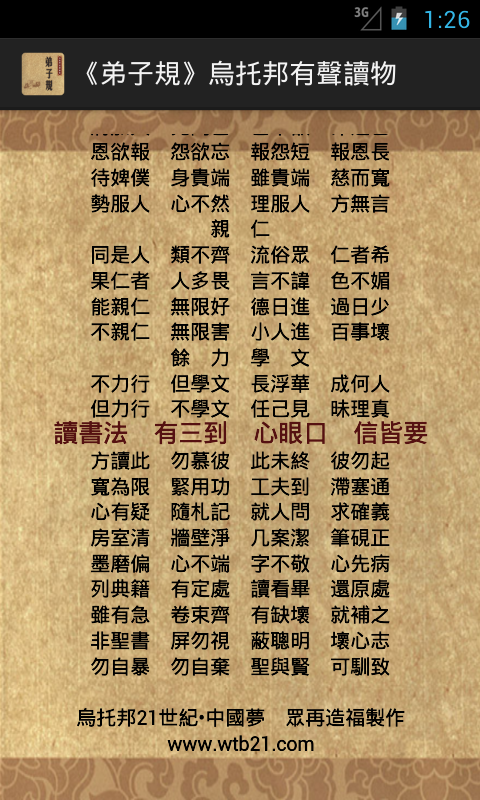 3G 1:26
弟子規
《弟子規》烏托邦有聲讀物
恩欲報 怨欲忘 報怨短 報恩長
待婢僕 身貴端 雖貴端 慈而寬
勢服人 心不然 理服人 方無言
親 仁
同是人 類不齊 流俗眾 仁者希
果仁者 人多畏 言不諱 色不媚
能親仁 無限好 德日進 過日少
不親仁 無限害 小人進 百事壞
餘 力 學 文
不力行 但學文 長浮華 成何人
但力行 不學文 任己見 昧理真
讀書法 有三到 心眼口 信皆要
方讀此 勿慕彼 此未終 彼勿起
寬為限 緊用功 工夫到 滯塞通
心有疑 隨札記 就人問 求確義
房室清 牆壁淨 几案潔 筆硯正
墨磨偏 心不端 字不敬 心先病
列典籍 有定處 讀看畢 還原處
雖有急 卷束齊 有缺壞 就補之
非聖書 屏勿視 蔽聰明 壞心志
勿自暴 勿自棄 聖與賢 可馴致
烏托邦21世紀•中國夢 眾再造福製作
www.wtb21.com